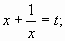 x + 1/x = t;